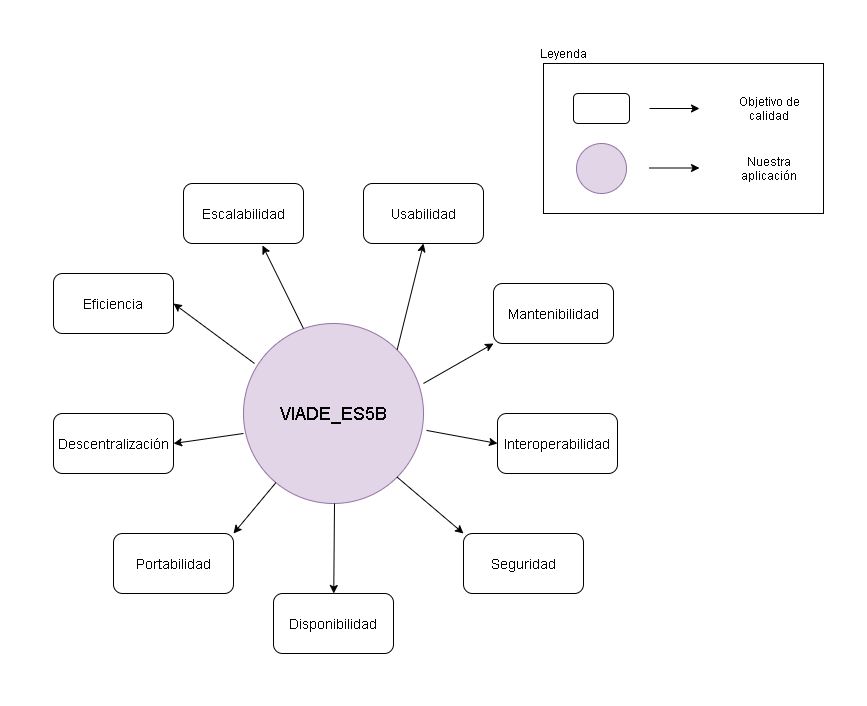 Leyenda
Objetivo de
calidad
Nuestra
aplicación
Escalabilidad
Usabilidad
Eficiencia
Mantenibilidad
VIADE_ES5B
Descentralización
Interoperabilidad
Portabilidad
Seguridad
Disponibilidad